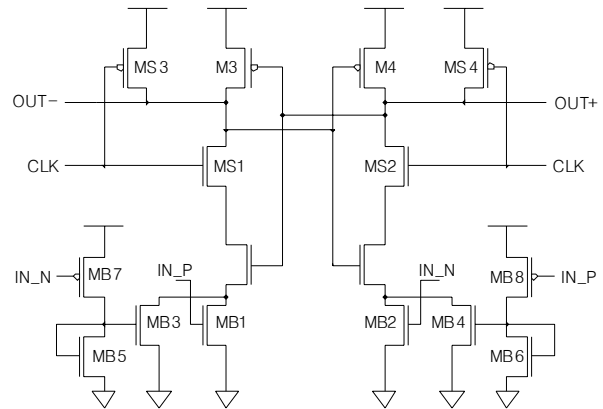 MS3
M3
M4
MS4
OUT-
OUT+
CLK
MS1
MS2
CLK
IN_N
MB7
IN_P
IN_N
MB8
IN_P
MB3
MB1
MB2
MB4
MB5
MB6